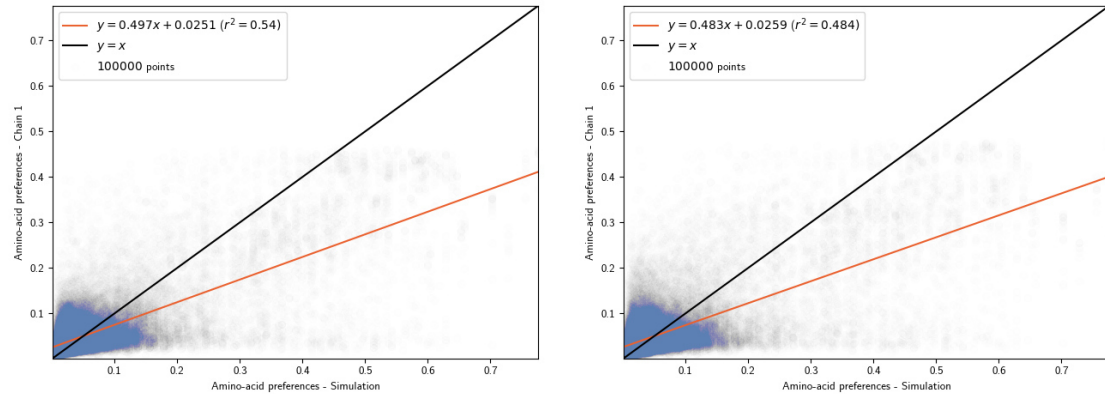 y = 0.497x + 0.0251 (r² = 0.54)
y = x
100000 points
0.7
0.6
0.5
0.4
0.3
0.2
0.1
Amino-acid preferences - Chain 1
0.1 0.2 0.3 0.4 0.5 0.6 0.7
Amino-acid preferences - Simulation
y = 0.483x + 0.0259 (r² = 0.484)
y = x
100000 points
0.7
0.6
0.5
0.4
0.3
0.2
0.1
Amino-acid preferences - Chain 1
0.1 0.2 0.3 0.4 0.5 0.6 0.7
Amino-acid preferences - Simulation